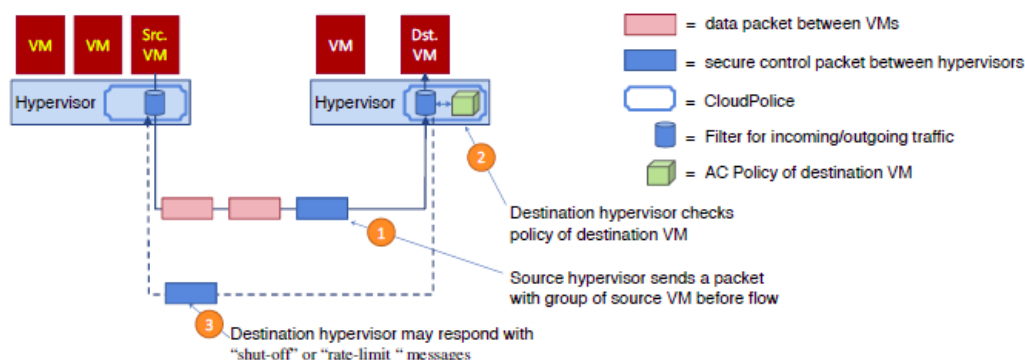 VM
VM
Src.
VM
VM
Dst.
VM
Hypervisor
Hypervisor
= data packet between VMs
= secure control packet between hypervisors
= CloudPolice
= Filter for incoming/outgoing traffic
= AC Policy of destination VM
2
Destination hypervisor checks
policy of destination VM
1
Source hypervisor sends a packet
with group of source VM before flow
3
Destination hypervisor may respond with
“shut-off” or “rate-limit “ messages